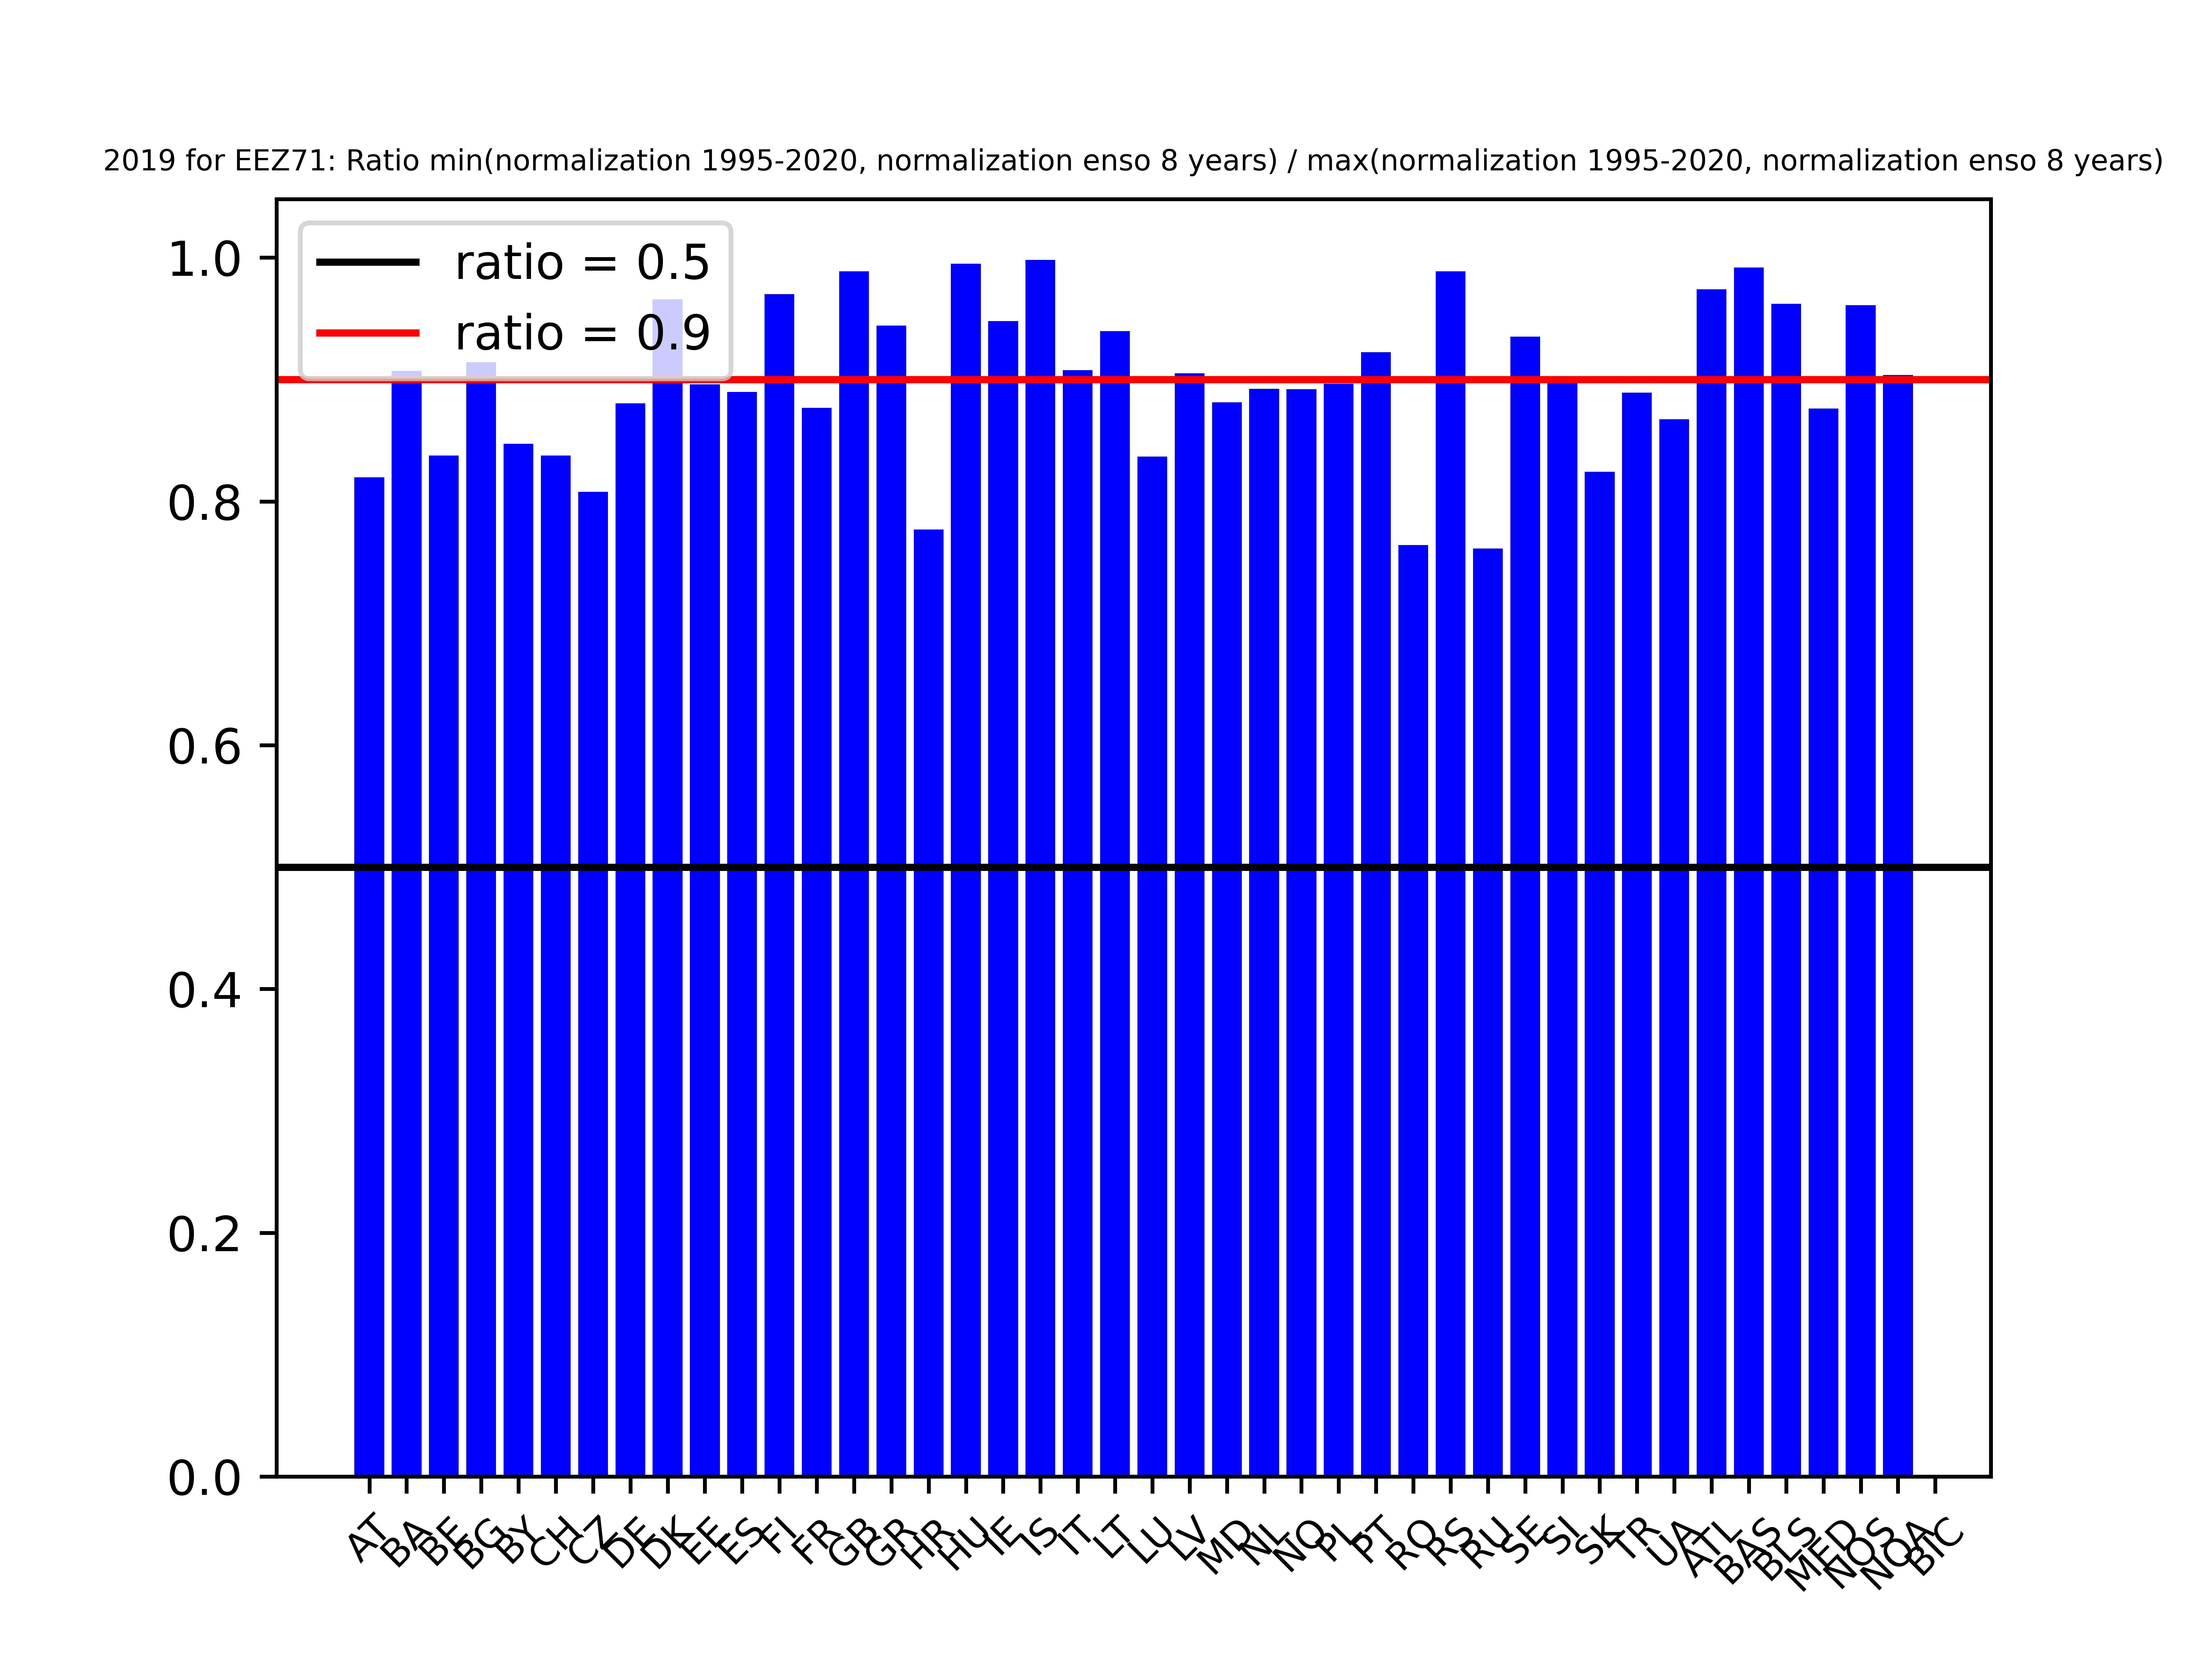 2019 for EEZ71: Ratio min(normalization 1995-2020, normalization enso 8 years) / max(normalization 1995-2020, normalization enso 8 years)
ratio = 0.5
ratio = 0.9
1.0
0.8
0.6
0.4
0.2
0.0
AT BA BE BG BY CH CZ DE DK EE ES FI FR GB GR HR HU IE IS IT LT LU LV MD NL NO PL PT RO RS RU SE SI SK TR UA ATL BAS BLS MED NOS NOA BIC